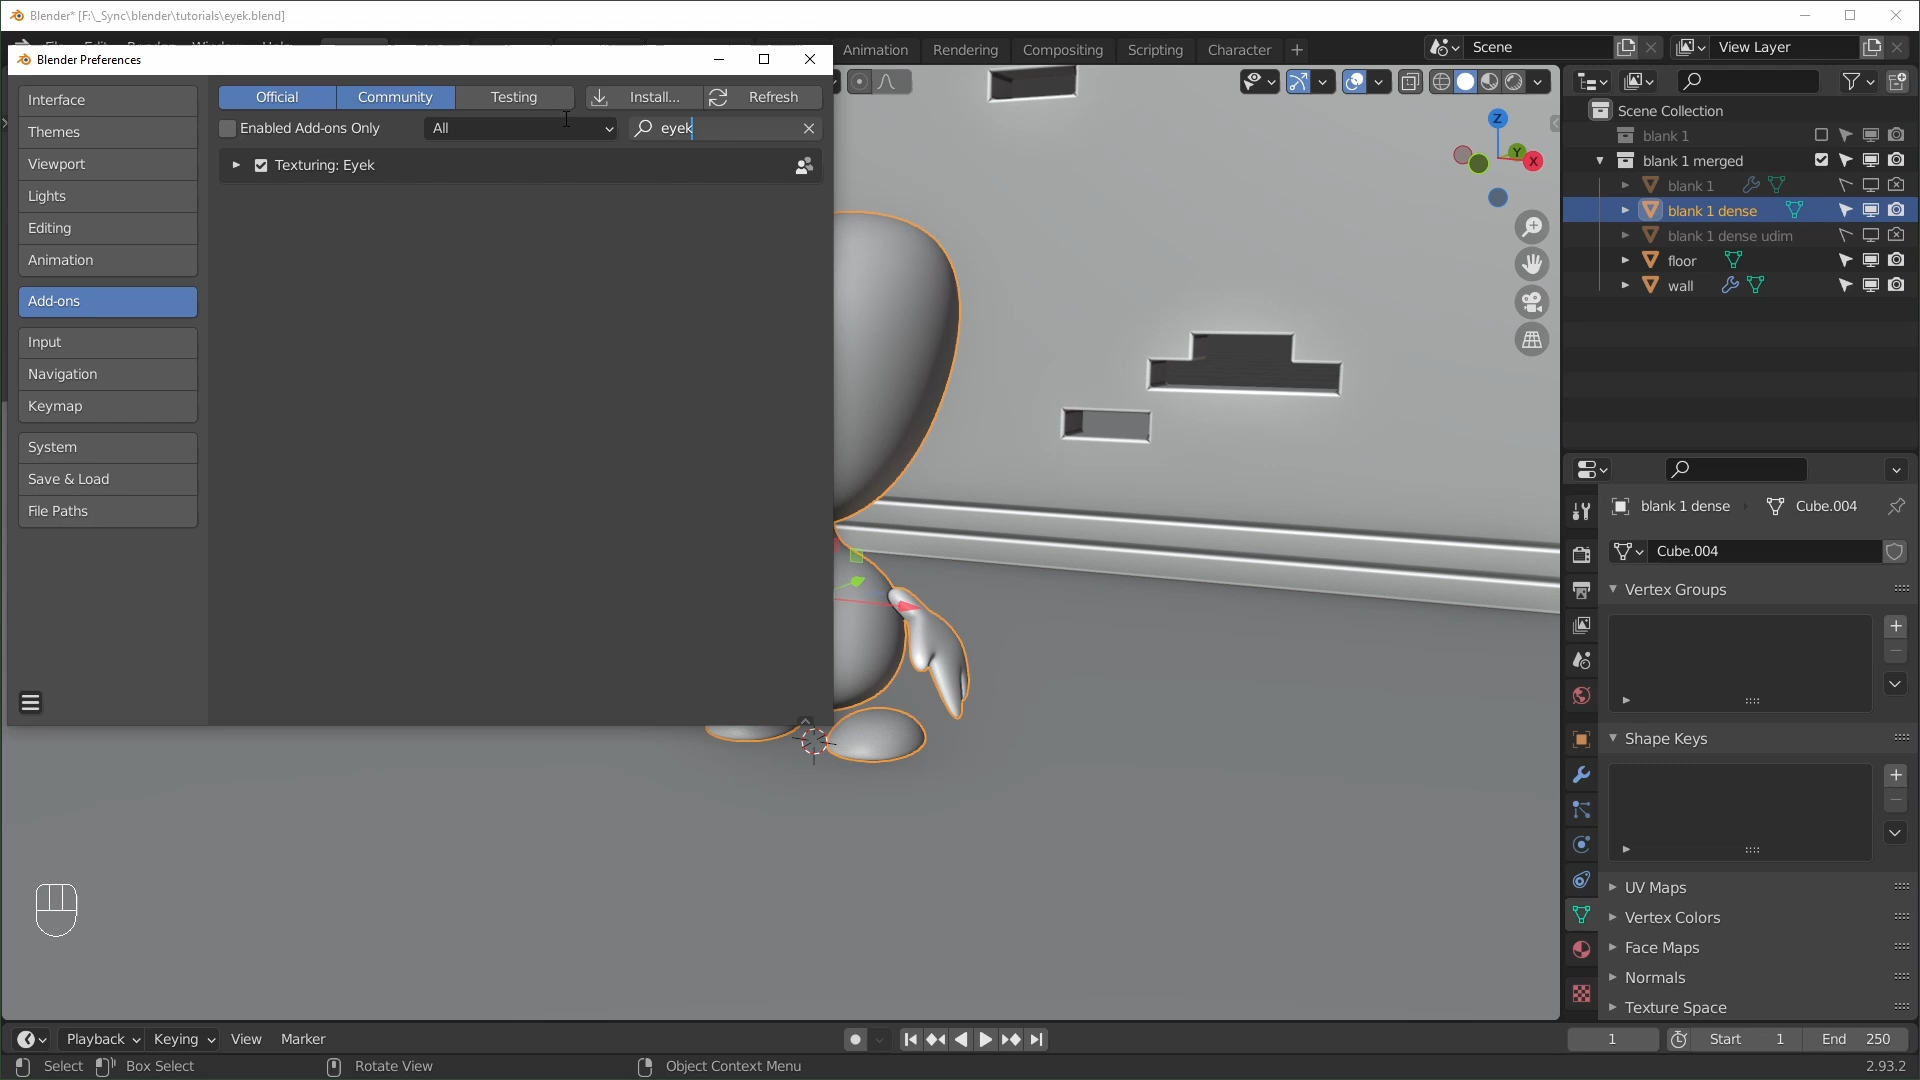 Blender* [F:\_Sync\blender\tutorials\eyek.blend]
Animation Rendering Compositing Scripting Character + Scene View Layer
Blender Preferences
Interface
Themes
Viewport
Lights
Editing
Animation
Add-ons
Input
Navigation
Keymap
System
Save & Load
File Paths
Official Community Testing Install... Refresh
Enabled Add-ons Only All eyek
Texturing: Eyek
Z
Y
X
Scene Collection
blank 1
blank 1 merged
blank 1
blank 1 dense
blank 1 dense udim
floor
wall
blank 1 dense Cube.004
Cube.004
Vertex Groups
Shape Keys
UV Maps
Vertex Colors
Face Maps
Normals
Texture Space
Playback Keying View Marker 1 Start 1 End 250
Select Box Select Rotate View Object Context Menu 2.93.2